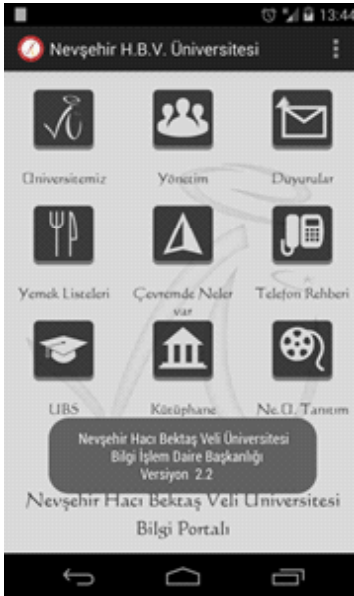 13:44
Nevşehir H.B.V. Üniversitesi
Üniversitemiz Yönetim Duyurular
Yemek Listeleri Çevremde Neler var Telefon Rehberi
UBS Kütüphane Ne.Ü. Tanıtım
Nevşehir Hacı Bektaş Veli Üniversitesi
Bilgi İşlem Daire Başkanlığı
Versiyon 2.2
Nevşehir Hacı Bektaş Veli Üniversitesi
Bilgi Portalı